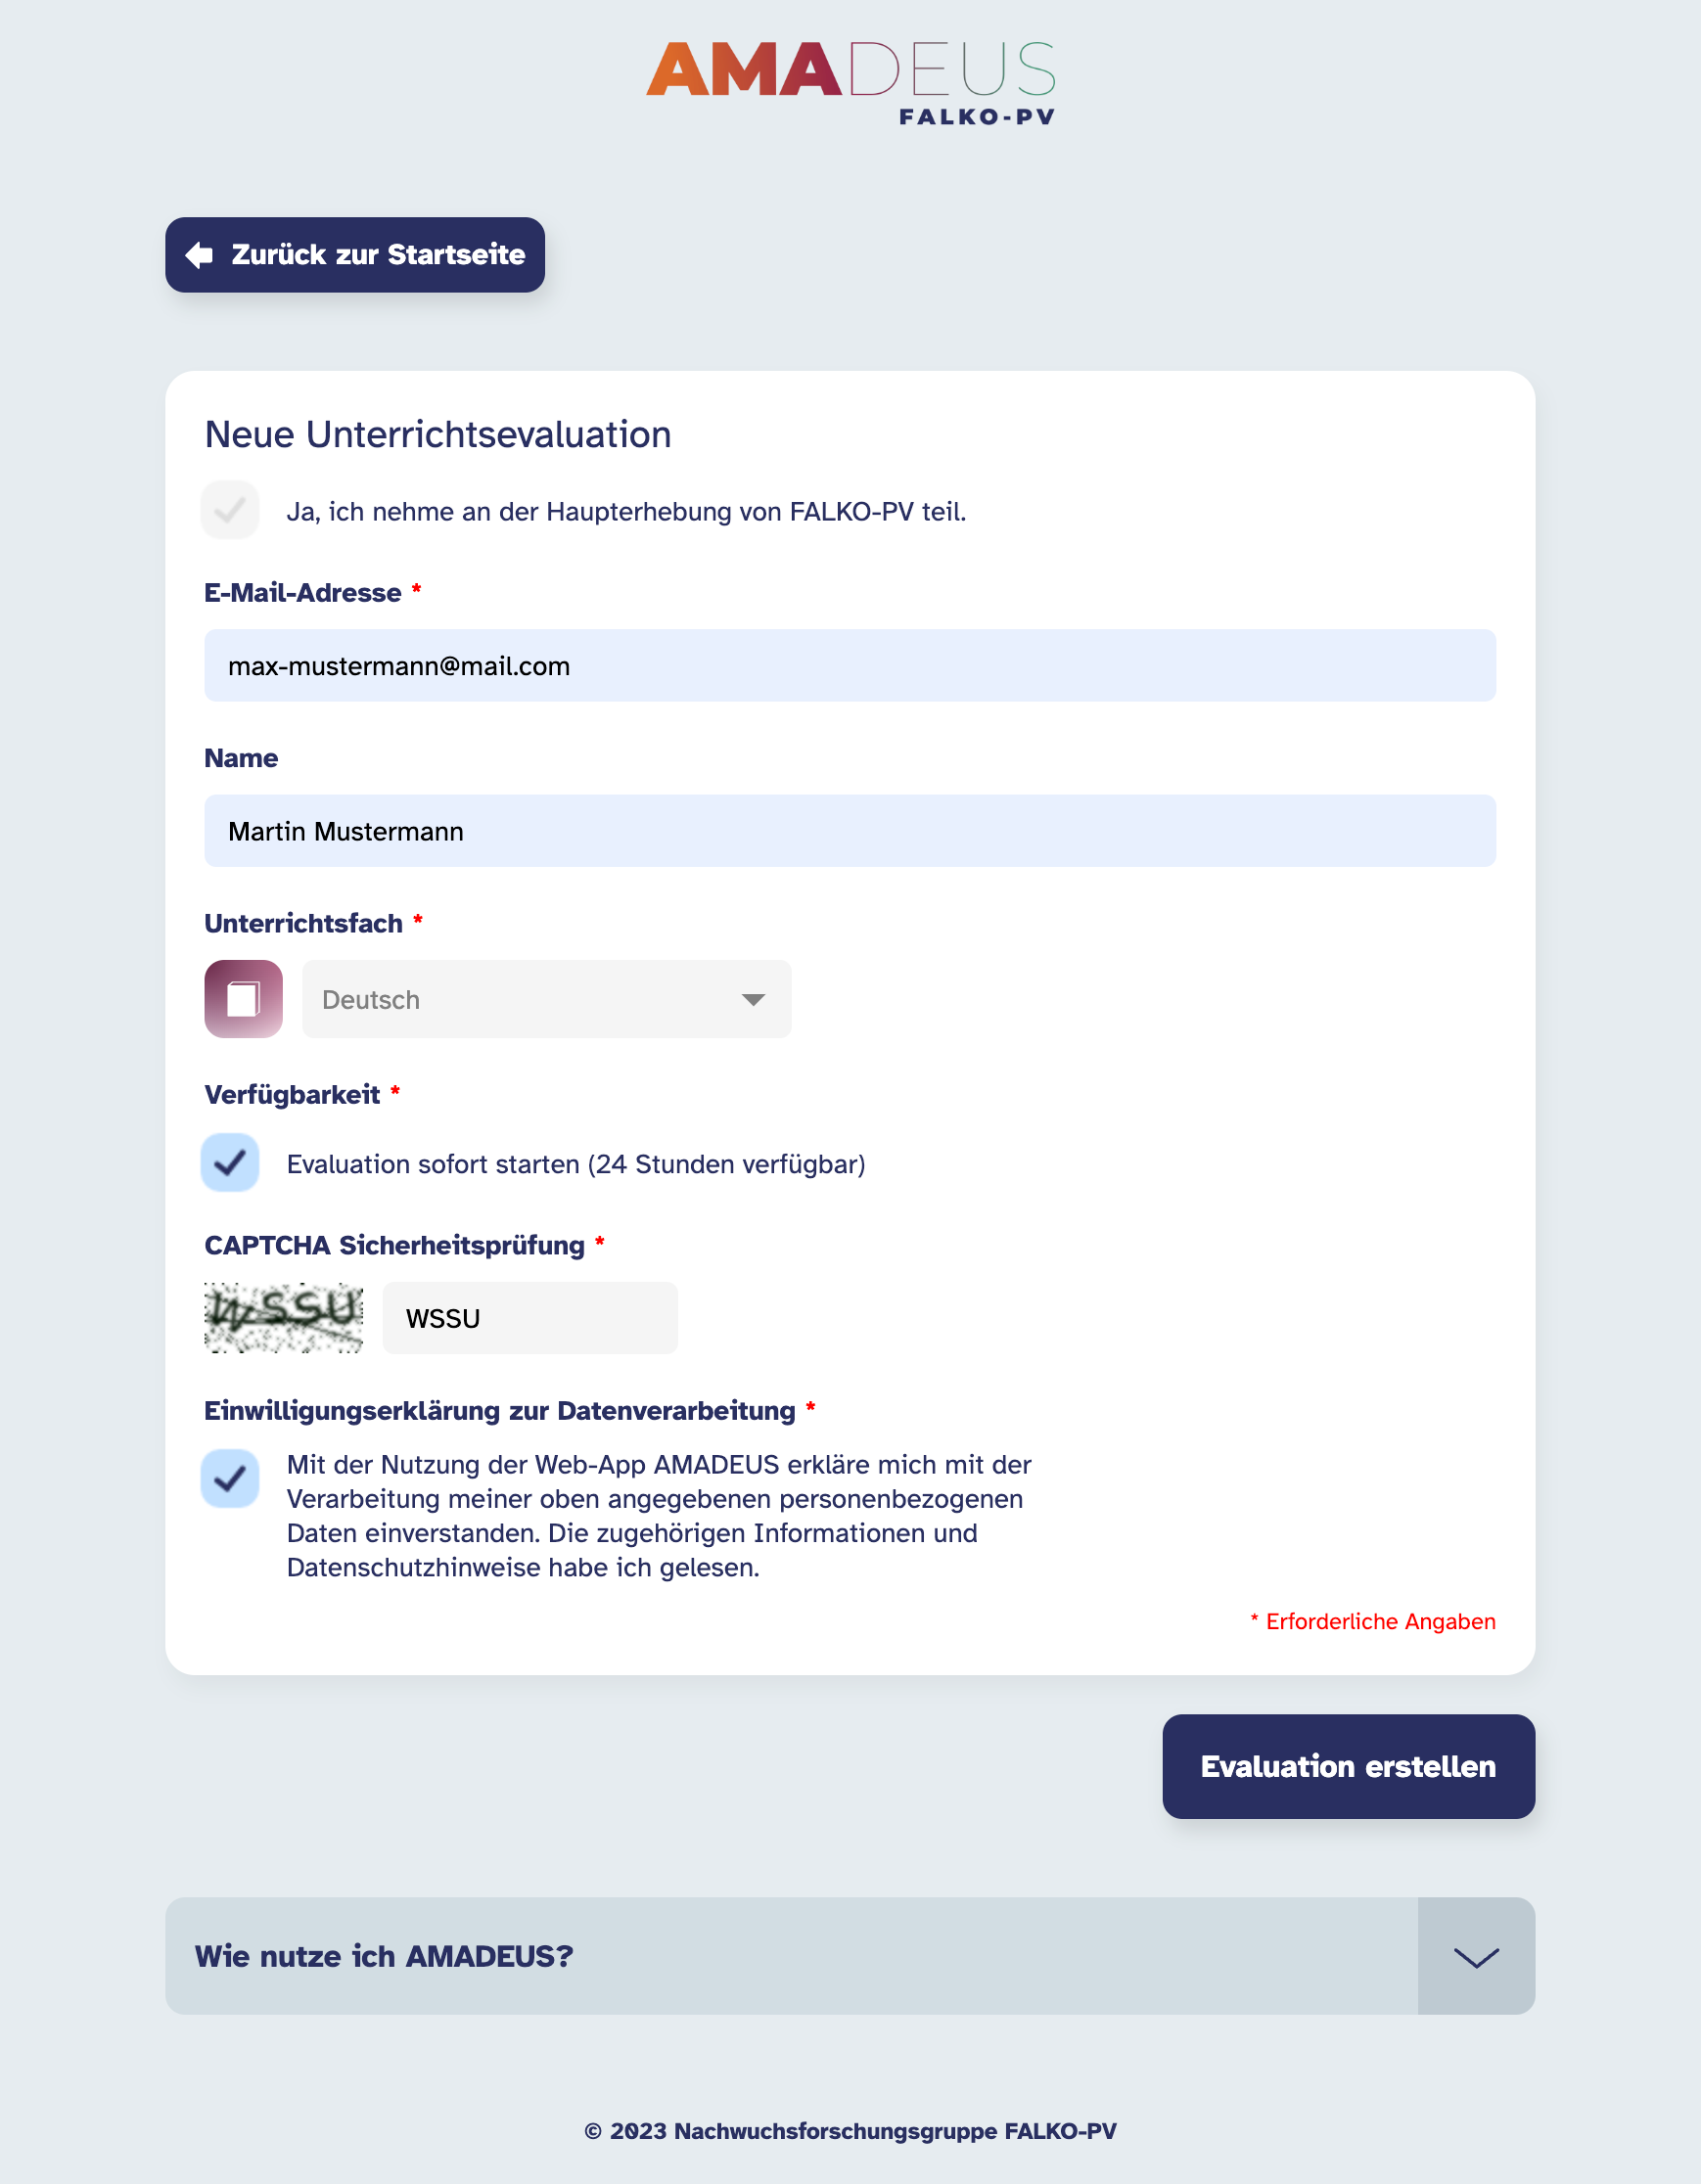 AMADEUS
FALKO-PV
Zurück zur Startseite
Neue Unterrichtsevaluation
Ja, ich nehme an der Haupterhebung von FALKO-PV teil.
E-Mail-Adresse *
max-mustermann@mail.com
Name
Martin Mustermann
Unterrichtsfach *
Deutsch
Verfügbarkeit *
Evaluation sofort starten (24 Stunden verfügbar)
CAPTCHA Sicherheitsprüfung *
WSSU WSSU
Einwilligungserklärung zur Datenverarbeitung *
Mit der Nutzung der Web-App AMADEUS erkläre mich mit der
Verarbeitung meiner oben angegebenen personenbezogenen
Daten einverstanden. Die zugehörigen Informationen und
Datenschutzhinweise habe ich gelesen.
* Erforderliche Angaben
Evaluation erstellen
Wie nutze ich AMADEUS?
© 2023 Nachwuchsforschungsgruppe FALKO-PV